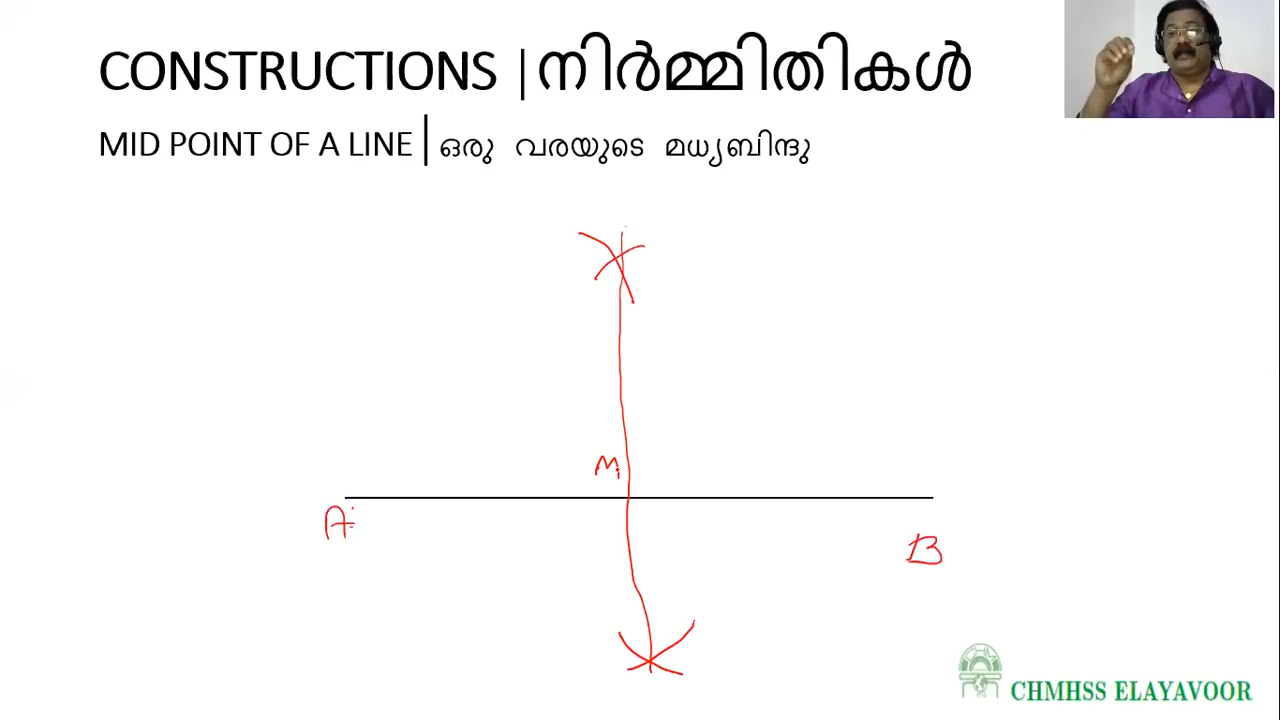 CONSTRUCTIONS | നിർമ്മിതികൾ
MID POINT OF A LINE | ഒരു വരയുടെ മധ്യബിന്ദു
M
A
B
CHMHSS ELAYAVOOR